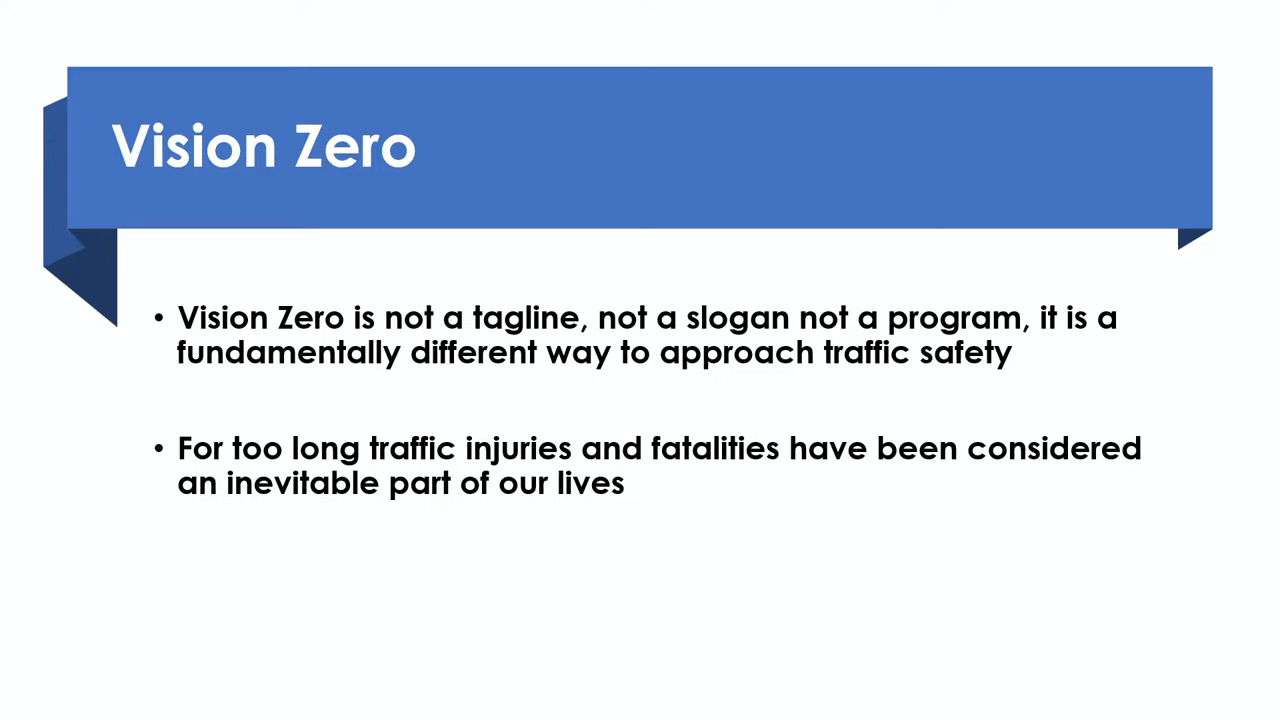 Vision Zero
• Vision Zero is not a tagline, not a slogan not a program, it is a
fundamentally different way to approach traffic safety
• For too long traffic injuries and fatalities have been considered
an inevitable part of our lives